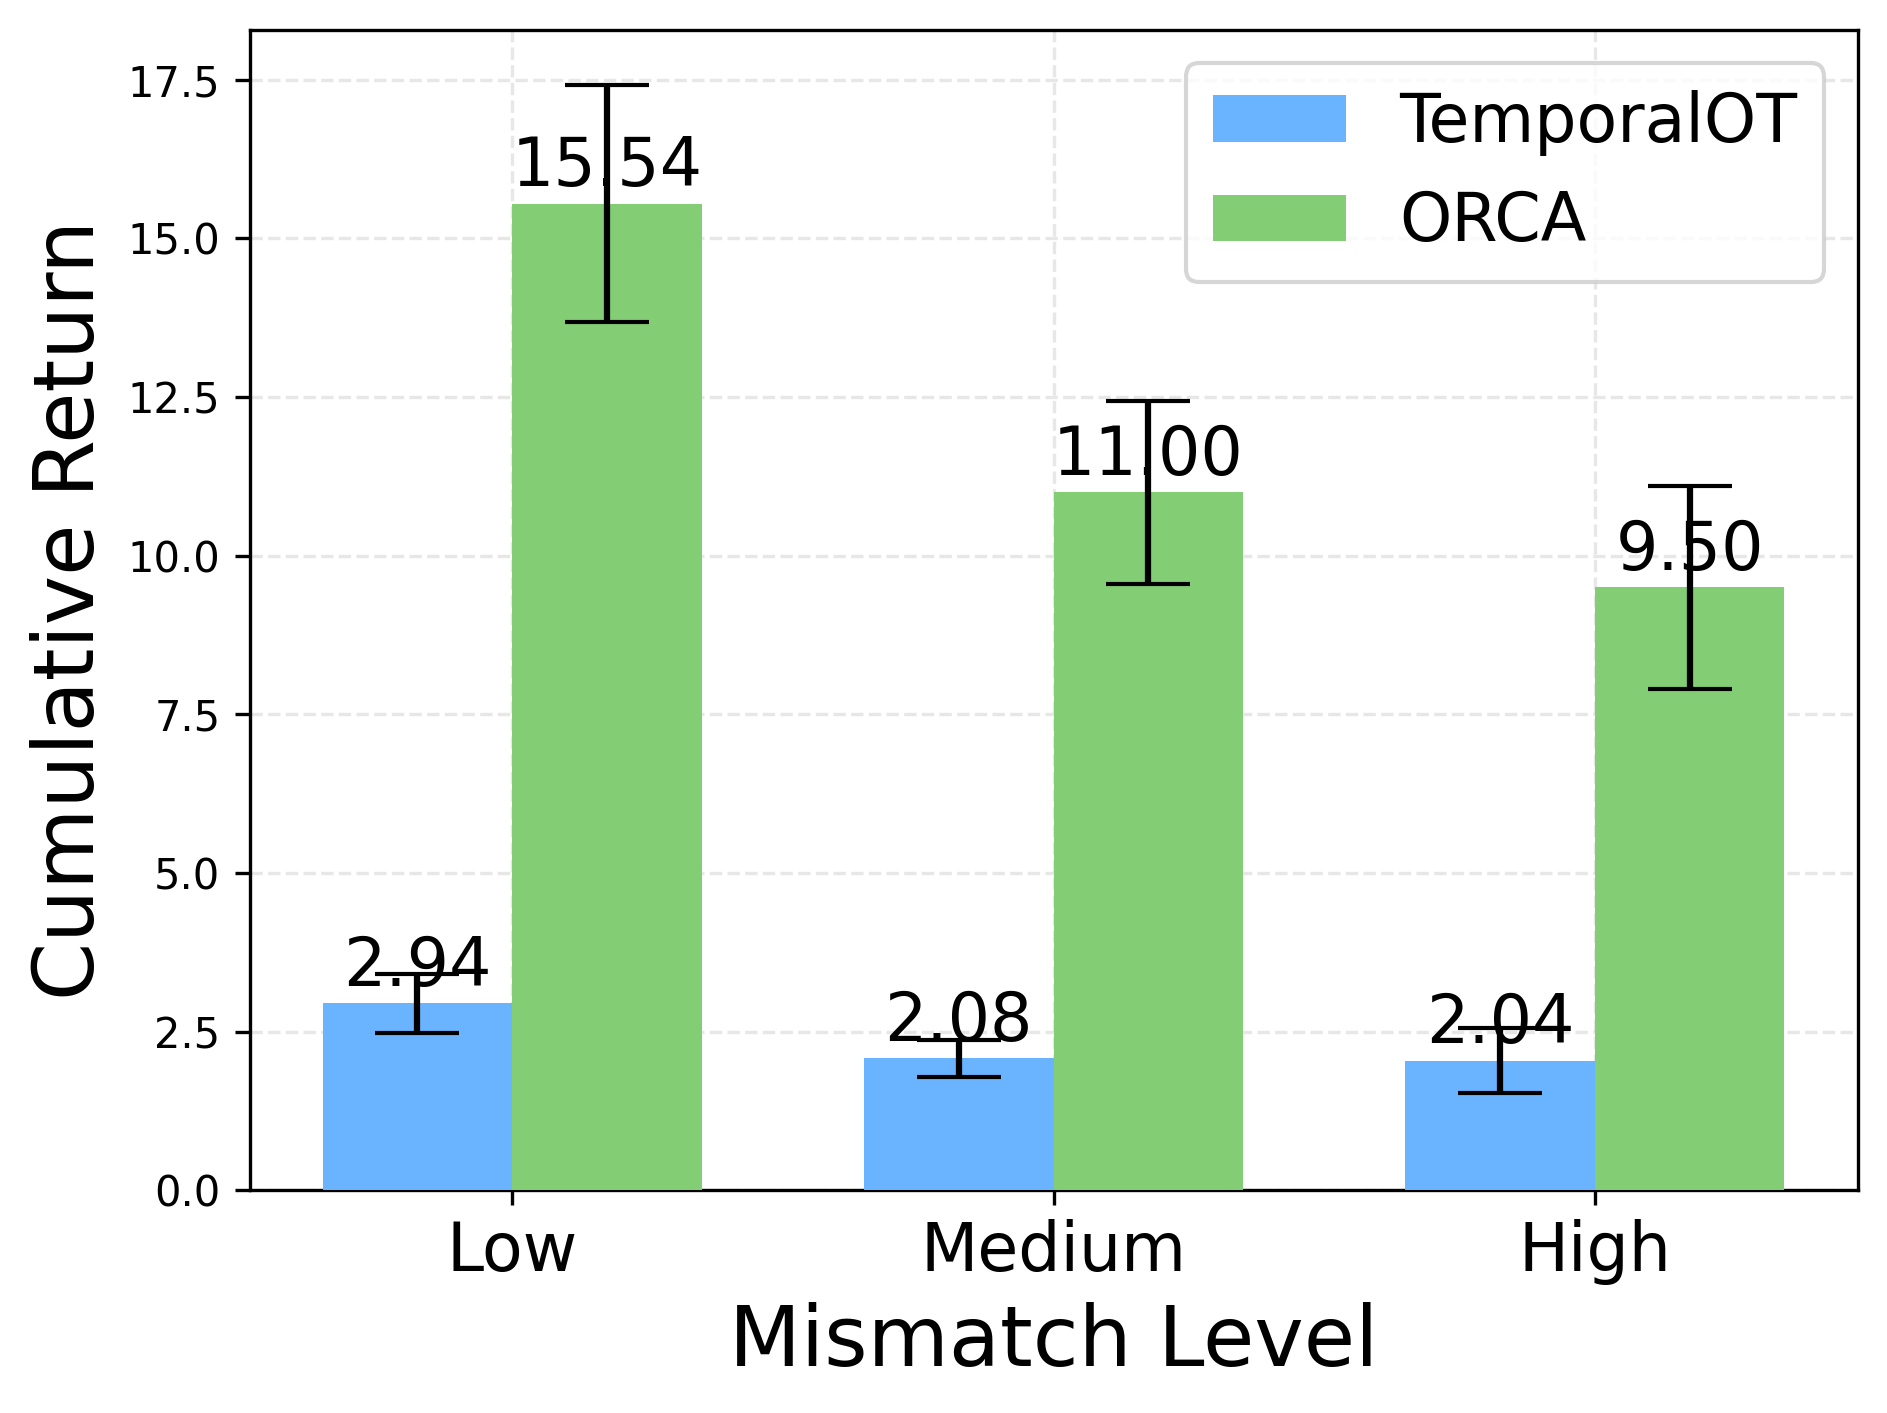 Cumulative Return
17.5
15.0
12.5
10.0
7.5
5.0
2.5
0.0
TemporalOT
ORCA
15.54
11.00
9.50
2.94
2.08
2.04
Low
Medium
High
Mismatch Level